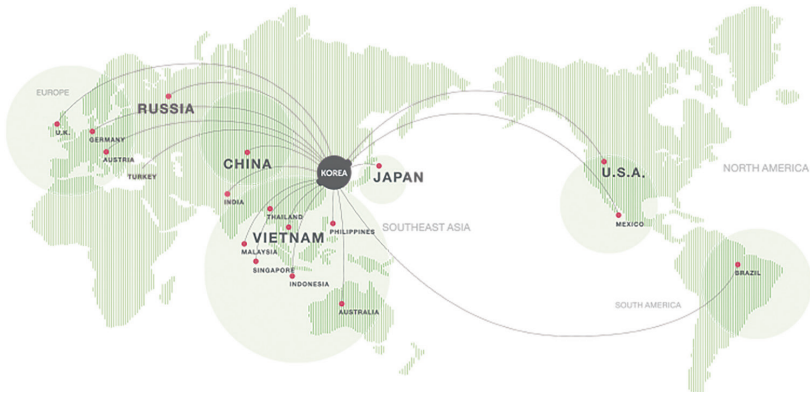 EUROPE
RUSSIA
U.K.
GERMANY
AUSTRIA
TURKEY
CHINA
KOREA
JAPAN
U.S.A.
NORTH AMERICA
INDIA
THAILAND
VIETNAM
PHILIPPINES
SOUTHEAST ASIA
MEXICO
MALAYSIA
SINGAPORE
INDONESIA
BRAZIL
AUSTRALIA
SOUTH AMERICA